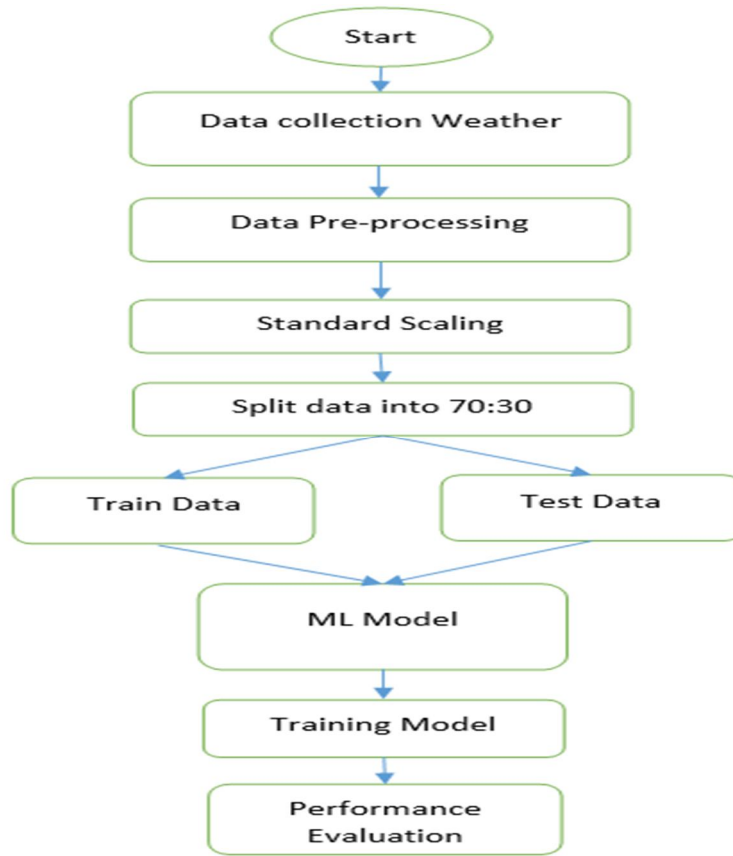 Start
Data collection Weather
Data Pre-processing
Standard Scaling
Split data into 70:30
Train Data
Test Data
ML Model
Training Model
Performance
Evaluation